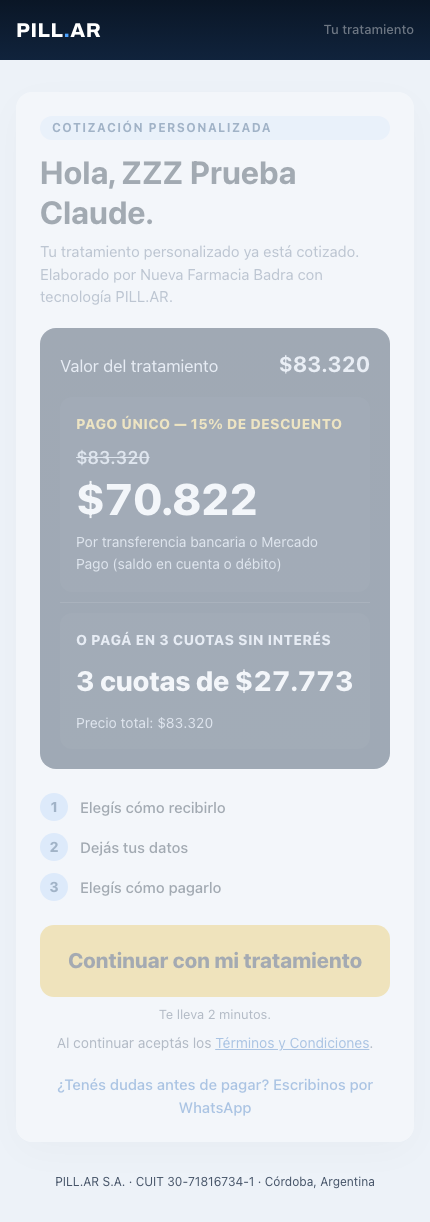 PILL.AR
Tu tratamiento
COTIZACIÓN PERSONALIZADA
Hola, ZZZ Prueba
Claude.
Tu tratamiento personalizado ya está cotizado.
Elaborado por Nueva Farmacia Badra con
tecnología PILL.AR.
Valor del tratamiento $83.320
PAGO ÚNICO — 15% DE DESCUENTO
$83.320
$70.822
Por transferencia bancaria o Mercado
Pago (saldo en cuenta o débito)
O PAGÁ EN 3 CUOTAS SIN INTERÉS
3 cuotas de $27.773
Precio total: $83.320
1 Elegís cómo recibirlo
2 Dejás tus datos
3 Elegís cómo pagarlo
Continuar con mi tratamiento
Te lleva 2 minutos.
Al continuar aceptás los Términos y Condiciones.
¿Tenés dudas antes de pagar? Escribinos por
WhatsApp
PILL.AR S.A. · CUIT 30-71816734-1 · Córdoba, Argentina